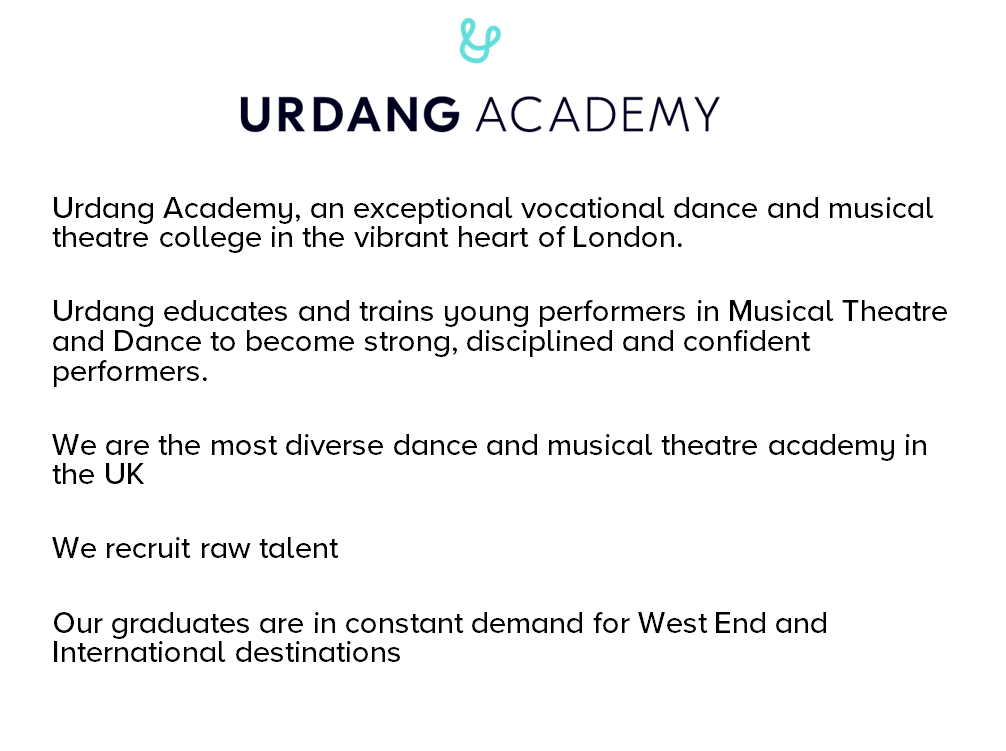 URDANG ACADEMY
Urdang Academy, an exceptional vocational dance and musical
theatre college in the vibrant heart of London.
Urdang educates and trains young performers in Musical Theatre
and Dance to become strong, disciplined and confident
performers.
We are the most diverse dance and musical theatre academy in
the UK
We recruit raw talent
Our graduates are in constant demand for West End and
International destinations